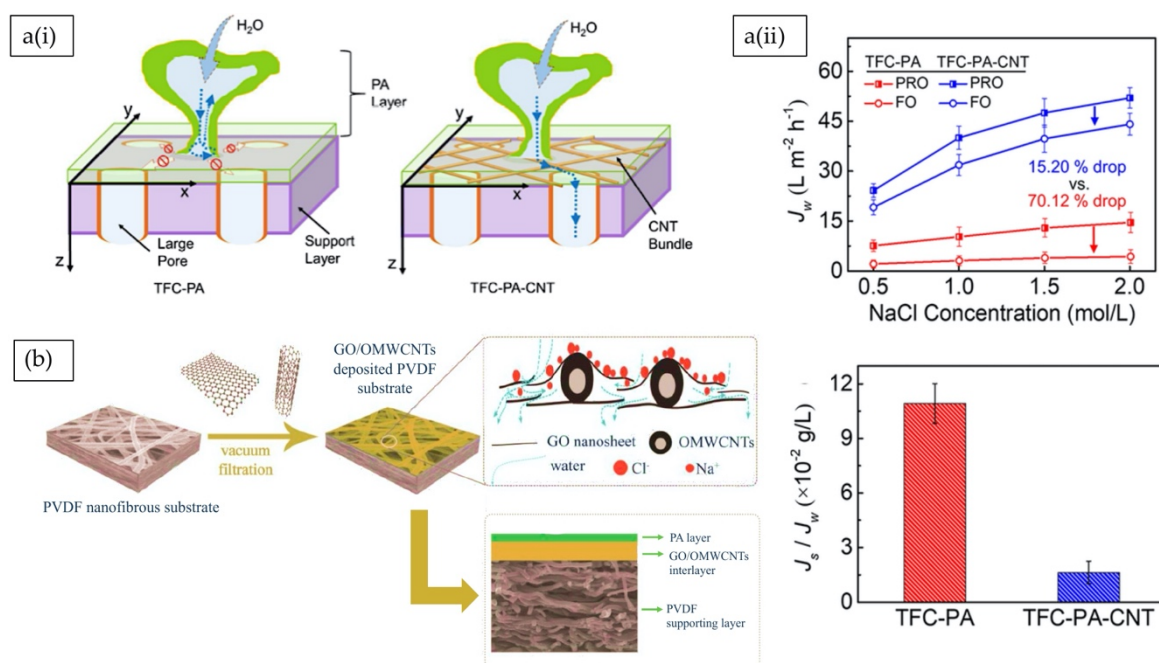 a(i)
H₂O
PA
Layer
y
x
z
Large
Pore
Support
Layer
TFC-PA
H₂O
y
x
z
CNT
Bundle
TFC-PA-CNT
a(ii)
TFC-PA TFC-PA-CNT
PRO PRO
FO FO
60
45
30
15
0
J_w (L m⁻² h⁻¹)
15.20 % drop
vs.
70.12 % drop
0.5 1.0 1.5 2.0
NaCl Concentration (mol/L)
(b)
PVDF nanofibrous substrate
vacuum
filtration
GO/OMWCNTs
deposited PVDF
substrate
GO nanosheet OMWCNTs
water Cl⁻ Na⁺
PA layer
GO/OMWCNTs
interlayer
PVDF
supporting layer
12
9
6
3
0
J_s / J_w (×10⁻² g/L)
TFC-PA TFC-PA-CNT